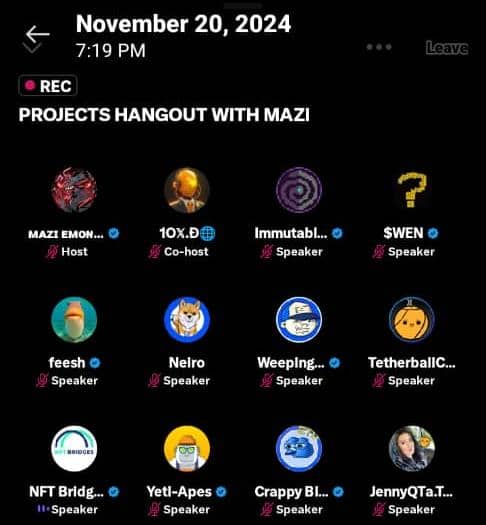 November 20, 2024
7:19 PM
Leave
REC
PROJECTS HANGOUT WITH MAZI
MAZI EMON...
10X.Đ🌐
Immutabl...
$WEN
Host
Co-host
Speaker
Speaker
feesh
Neiro
Weeping...
TetherballC...
Speaker
Speaker
Speaker
Speaker
NFT BRIDGES
NFT Bridg...
Yeti-Apes
Crappy Bl...
JennyQTa.T...
Speaker
Speaker
Speaker
Speaker